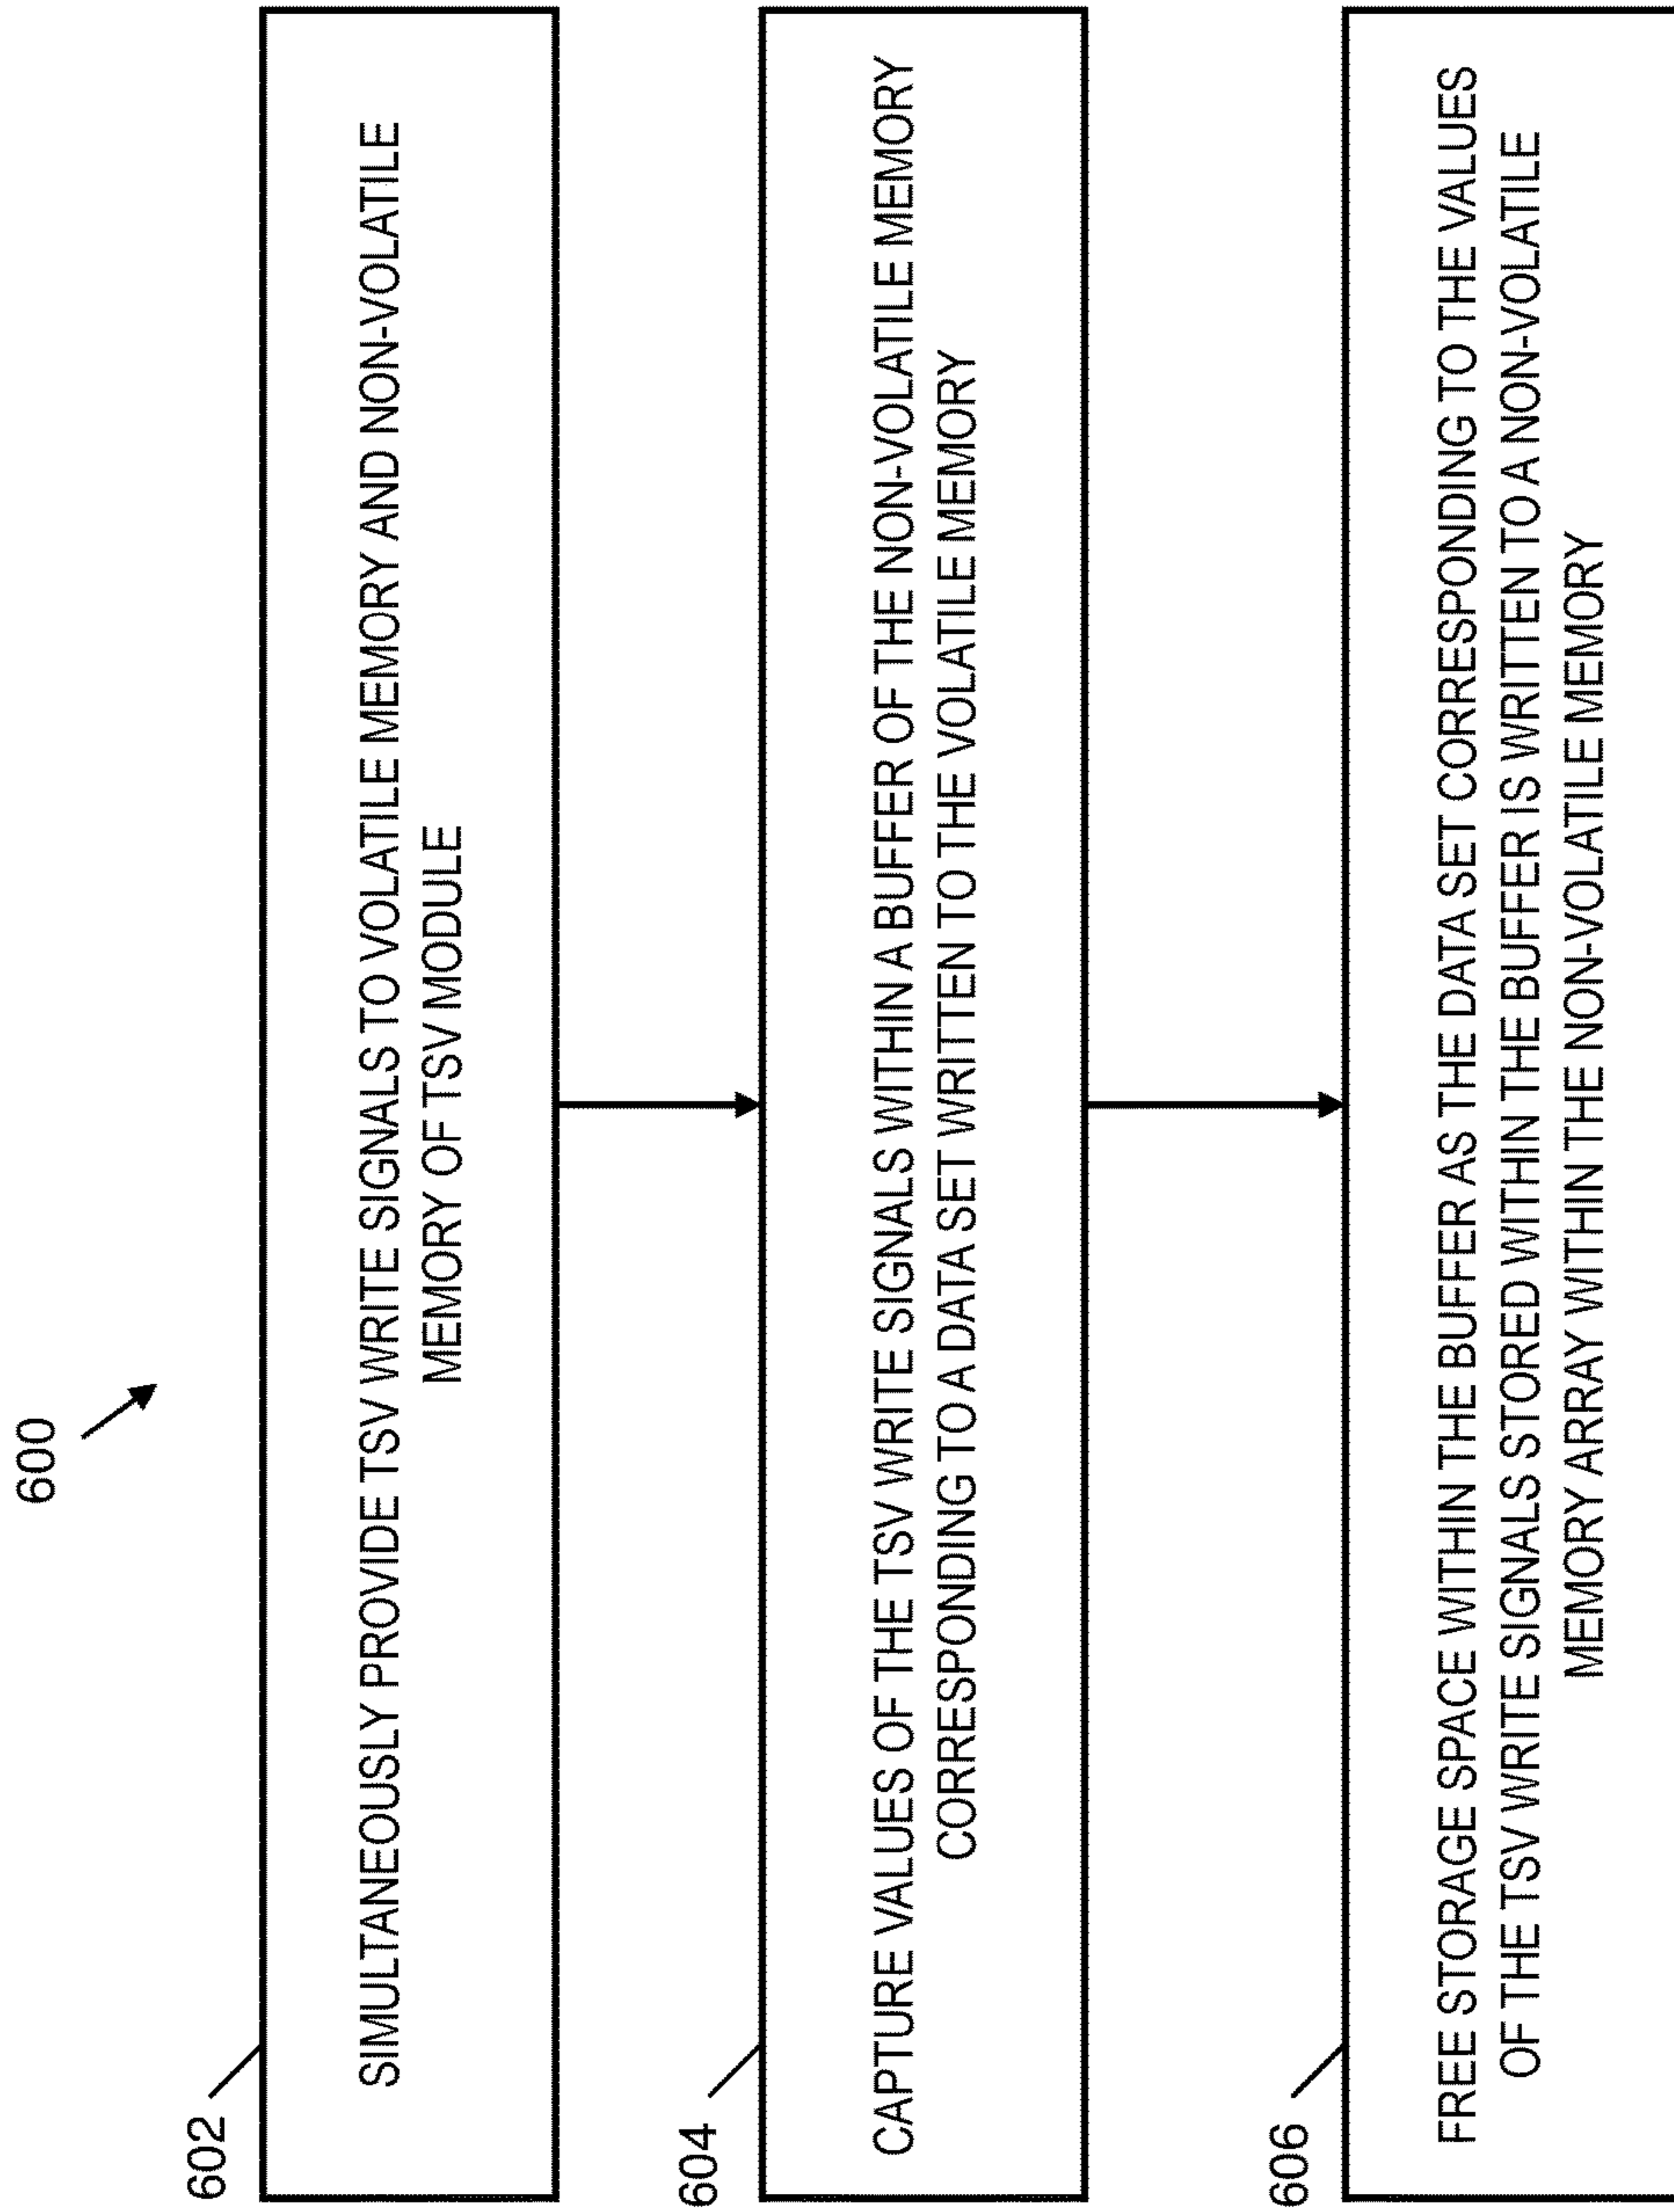 600
602
SIMULTANEOUSLY PROVIDE TSV WRITE SIGNALS TO VOLATILE MEMORY AND NON-VOLATILE
MEMORY OF TSV MODULE
604
CAPTURE VALUES OF THE TSV WRITE SIGNALS WITHIN A BUFFER OF THE NON-VOLATILE MEMORY
CORRESPONDING TO A DATA SET WRITTEN TO THE VOLATILE MEMORY
606
FREE STORAGE SPACE WITHIN THE BUFFER AS THE DATA SET CORRESPONDING TO THE VALUES
OF THE TSV WRITE SIGNALS STORED WITHIN THE BUFFER IS WRITTEN TO A NON-VOLATILE
MEMORY ARRAY WITHIN THE NON-VOLATILE MEMORY